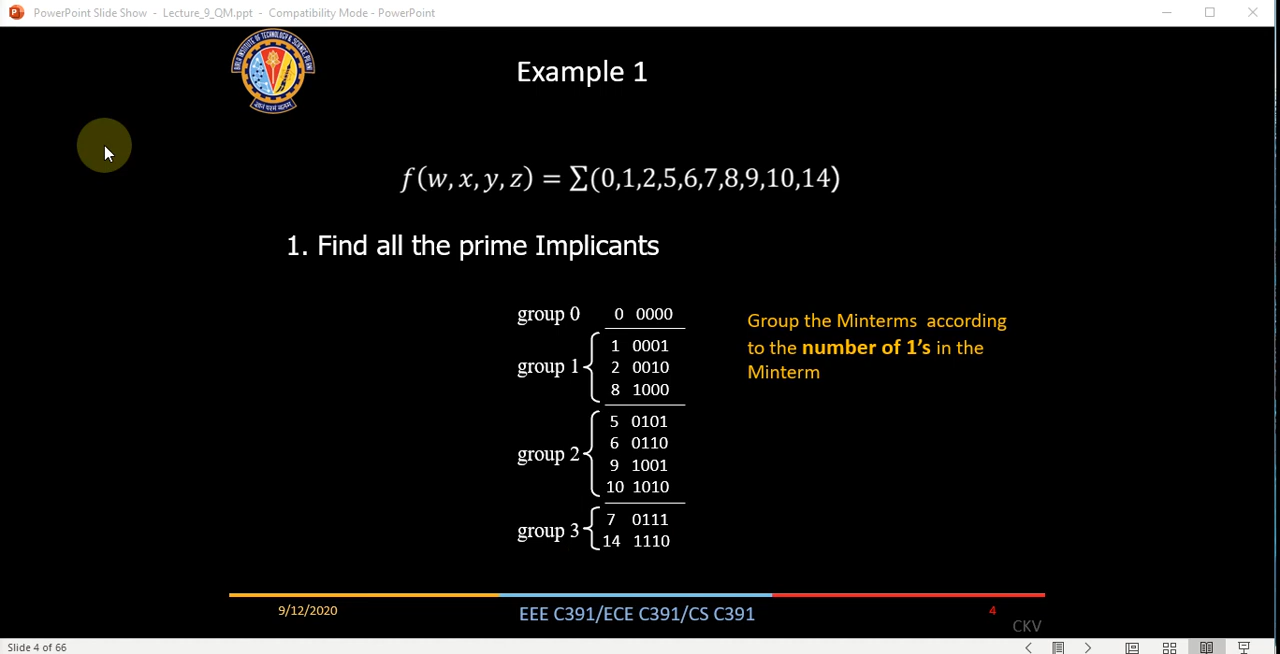 PowerPoint Slide Show - Lecture_9_QM.ppt - Compatibility Mode - PowerPoint
Example 1
f(w,x,y,z) = ∑(0,1,2,5,6,7,8,9,10,14)
1. Find all the prime Implicants
group 0 0 0000
1 0001
group 1 2 0010
8 1000
5 0101
6 0110
group 2 9 1001
10 1010
7 0111
group 3 14 1110
Group the Minterms according
to the number of 1's in the
Minterm
9/12/2020
EEE C391/ECE C391/CS C391
4
CKV
Slide 4 of 66